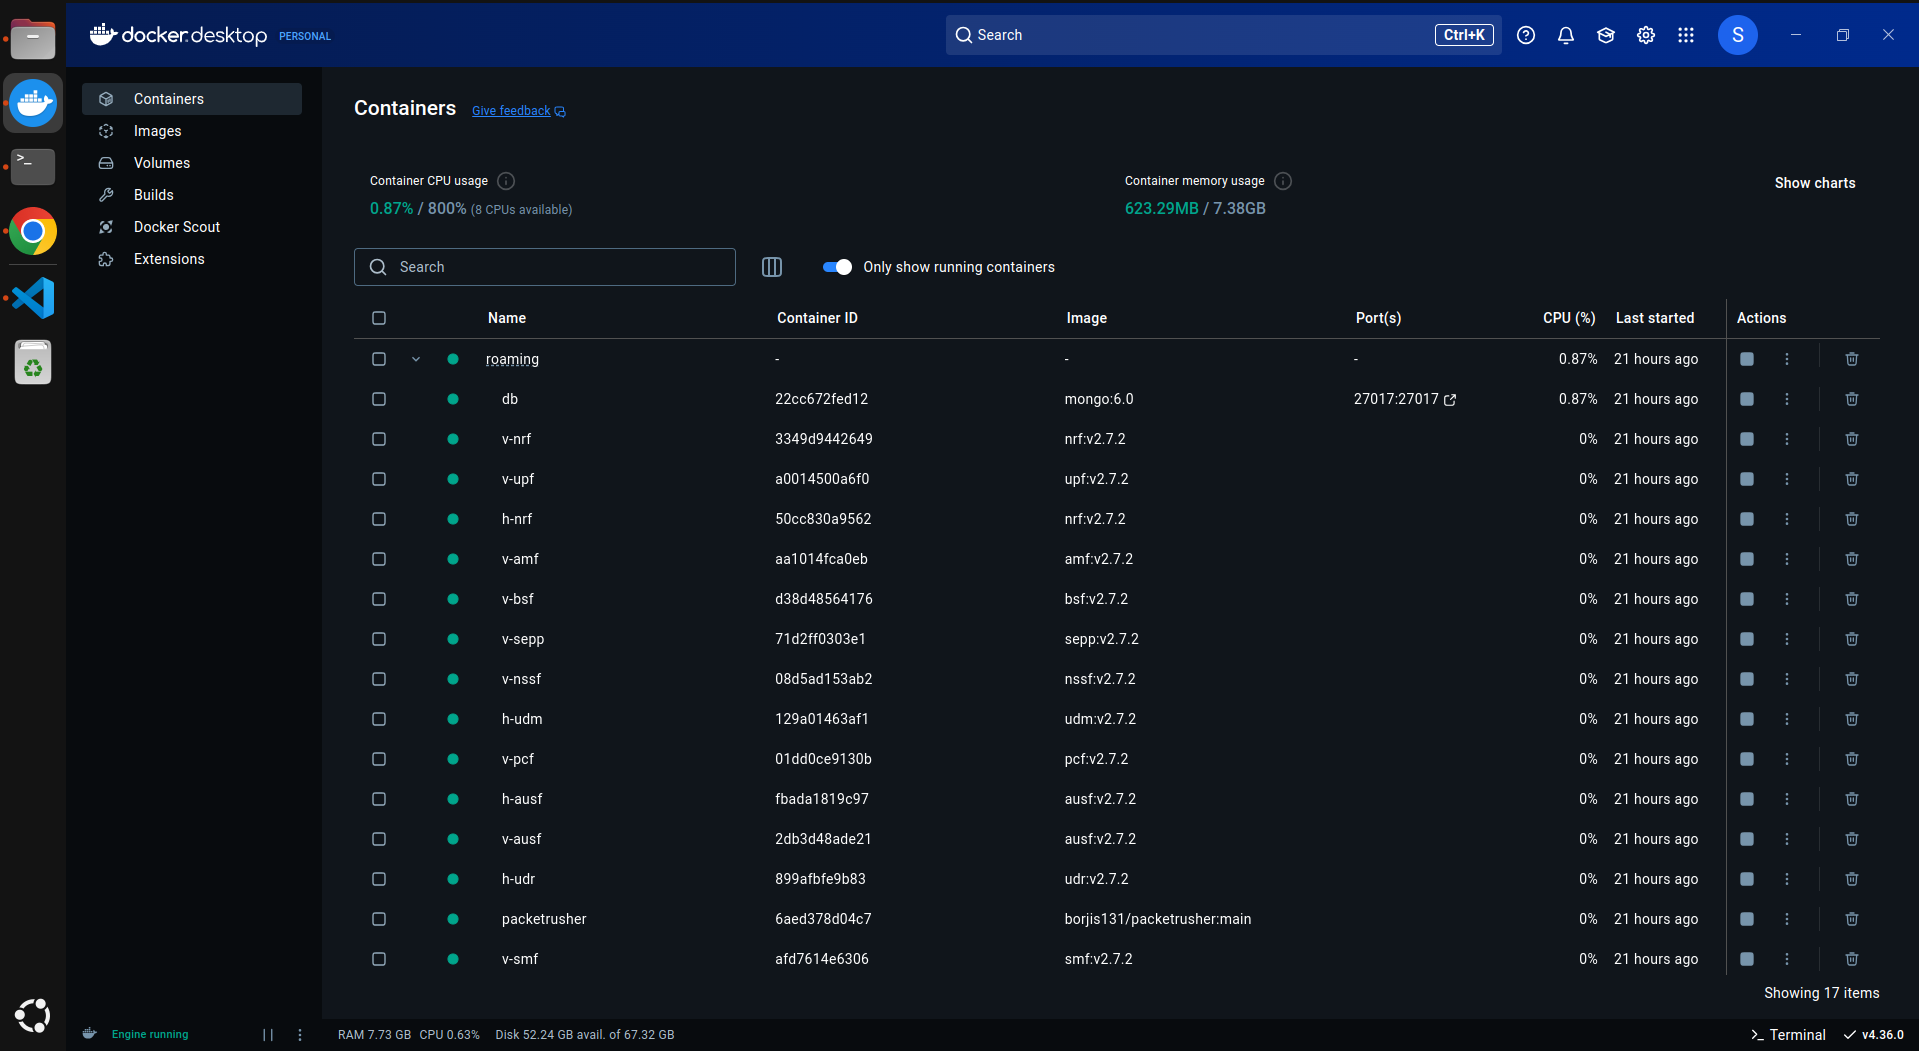 docker.desktop PERSONAL Search Ctrl+K S
Containers
Images
Volumes
Builds
Docker Scout
Extensions
Containers Give feedback
Container CPU usage Container memory usage
Show charts
0.87% / 800% (8 CPUs available) 623.29MB / 7.38GB
Search Only show running containers
Name Container ID Image Port(s) CPU (%) Last started Actions
roaming - - - 0.87% 21 hours ago
db 22cc672fed12 mongo:6.0 27017:27017 0.87% 21 hours ago
v-nrf 3349d9442649 nrf:v2.7.2 0% 21 hours ago
v-upf a0014500a6f0 upf:v2.7.2 0% 21 hours ago
h-nrf 50cc830a9562 nrf:v2.7.2 0% 21 hours ago
v-amf aa1014fca0eb amf:v2.7.2 0% 21 hours ago
v-bsf d38d48564176 bsf:v2.7.2 0% 21 hours ago
v-sepp 71d2ff0303e1 sepp:v2.7.2 0% 21 hours ago
v-nssf 08d5ad153ab2 nssf:v2.7.2 0% 21 hours ago
h-udm 129a01463af1 udm:v2.7.2 0% 21 hours ago
v-pcf 01dd0ce9130b pcf:v2.7.2 0% 21 hours ago
h-ausf fbada1819c97 ausf:v2.7.2 0% 21 hours ago
v-ausf 2db3d48ade21 ausf:v2.7.2 0% 21 hours ago
h-udr 899afbfe9b83 udr:v2.7.2 0% 21 hours ago
packetrusher 6aed378d04c7 borjis131/packetrusher:main 0% 21 hours ago
v-smf afd7614e6306 smf:v2.7.2 0% 21 hours ago
Showing 17 items
Engine running RAM 7.73 GB CPU 0.63% Disk 52.24 GB avail. of 67.32 GB >_ Terminal v4.36.0